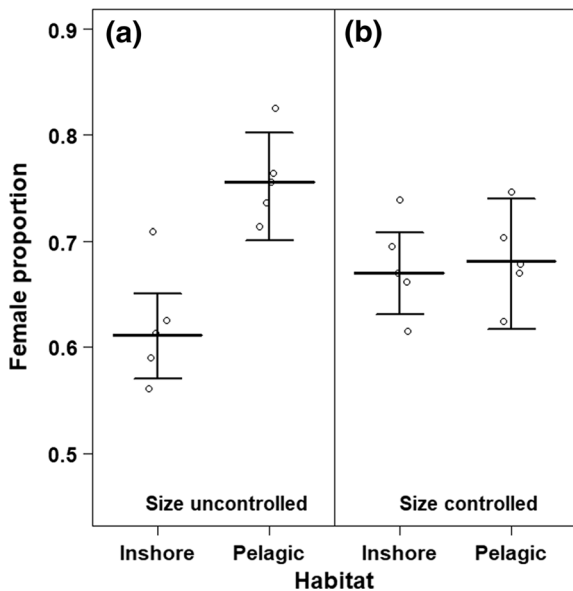 (a)
(b)
0.9
0.8
0.7
0.6
0.5
Female proportion
Size uncontrolled
Size controlled
Inshore
Pelagic
Inshore
Pelagic
Habitat